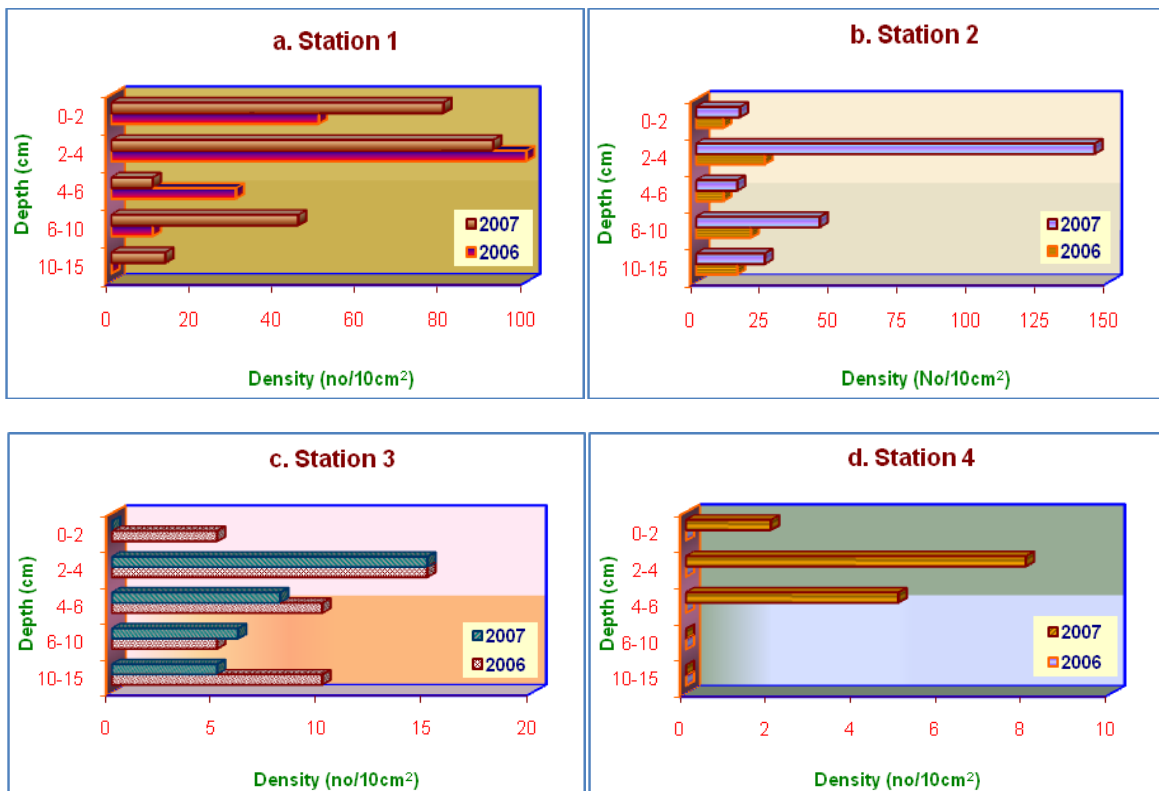 a. Station 1
Depth (cm)
0-2
2-4
4-6
6-10
10-15
2007
2006
0 20 40 60 80 100
Density (no/10cm²)
b. Station 2
Depth (cm)
0-2
2-4
4-6
6-10
10-15
2007
2006
0 25 50 75 100 125 150
Density (No/10cm²)
c. Station 3
Depth (cm)
0-2
2-4
4-6
6-10
10-15
2007
2006
0 5 10 15 20
Density (no/10cm²)
d. Station 4
Depth (cm)
0-2
2-4
4-6
6-10
10-15
2007
2006
0 2 4 6 8 10
Density (no/10cm²)